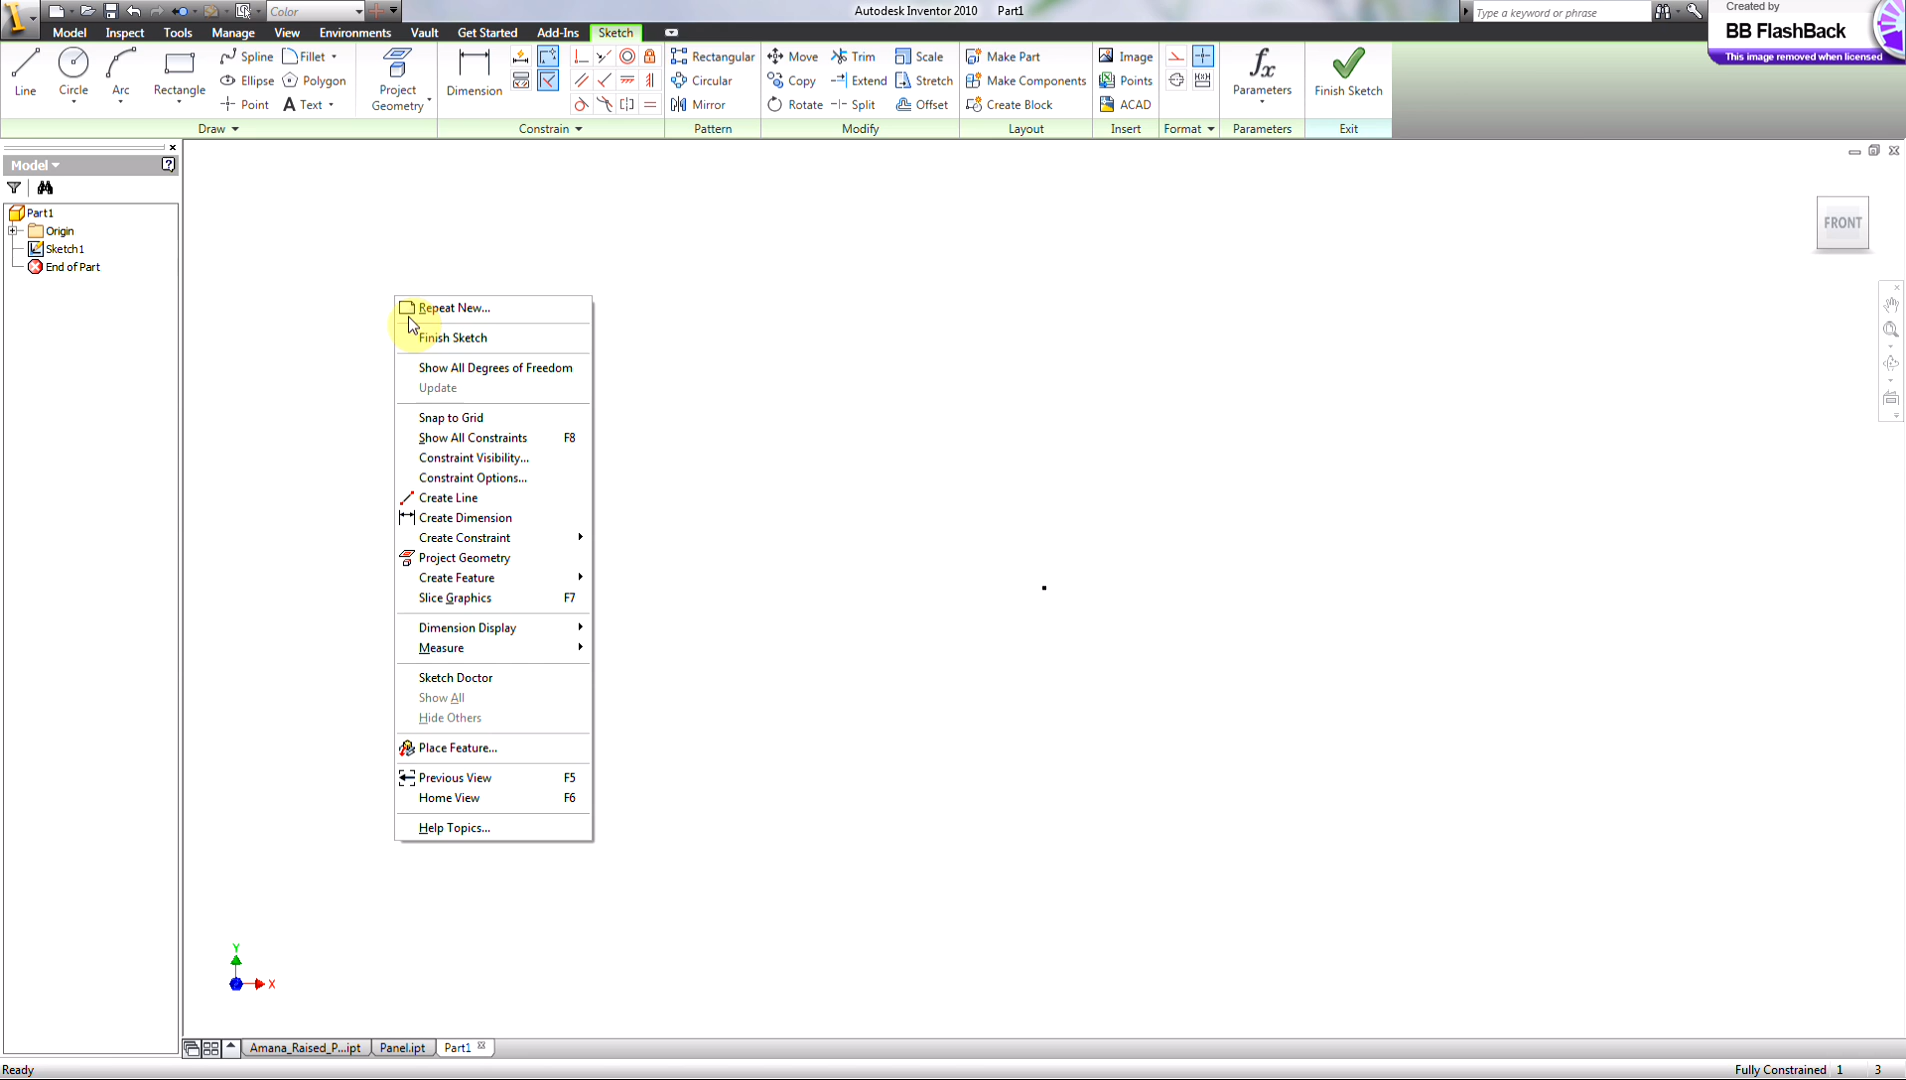 Color
Autodesk Inventor 2010 Part1
Type a keyword or phrase
Created by
BB FlashBack
This image removed when licensed
Model Inspect Tools Manage View Environments Vault Get Started Add-Ins Sketch
Line
Circle
Arc
Rectangle
Spline
Ellipse
Point
Fillet
Polygon
A Text
Project
Geometry
Dimension
Rectangular
Circular
Mirror
Move
Copy
Rotate
Trim
Extend
Split
Scale
Stretch
Offset
Make Part
Make Components
Create Block
Image
Points
ACAD
fx
Parameters
Finish Sketch
Draw
Constrain
Pattern
Modify
Layout
Insert
Format
Parameters
Exit
Model
Part1
Origin
Sketch1
End of Part
FRONT
Repeat New...
Finish Sketch
Show All Degrees of Freedom
Update
Snap to Grid
Show All Constraints F8
Constraint Visibility...
Constraint Options...
Create Line
Create Dimension
Create Constraint
Project Geometry
Create Feature
Slice Graphics F7
Dimension Display
Measure
Sketch Doctor
Show All
Hide Others
Place Feature...
Previous View F5
Home View F6
Help Topics...
Y
X
Amana_Raised_P...ipt Panel.ipt Part1
Ready
Fully Constrained 1 3